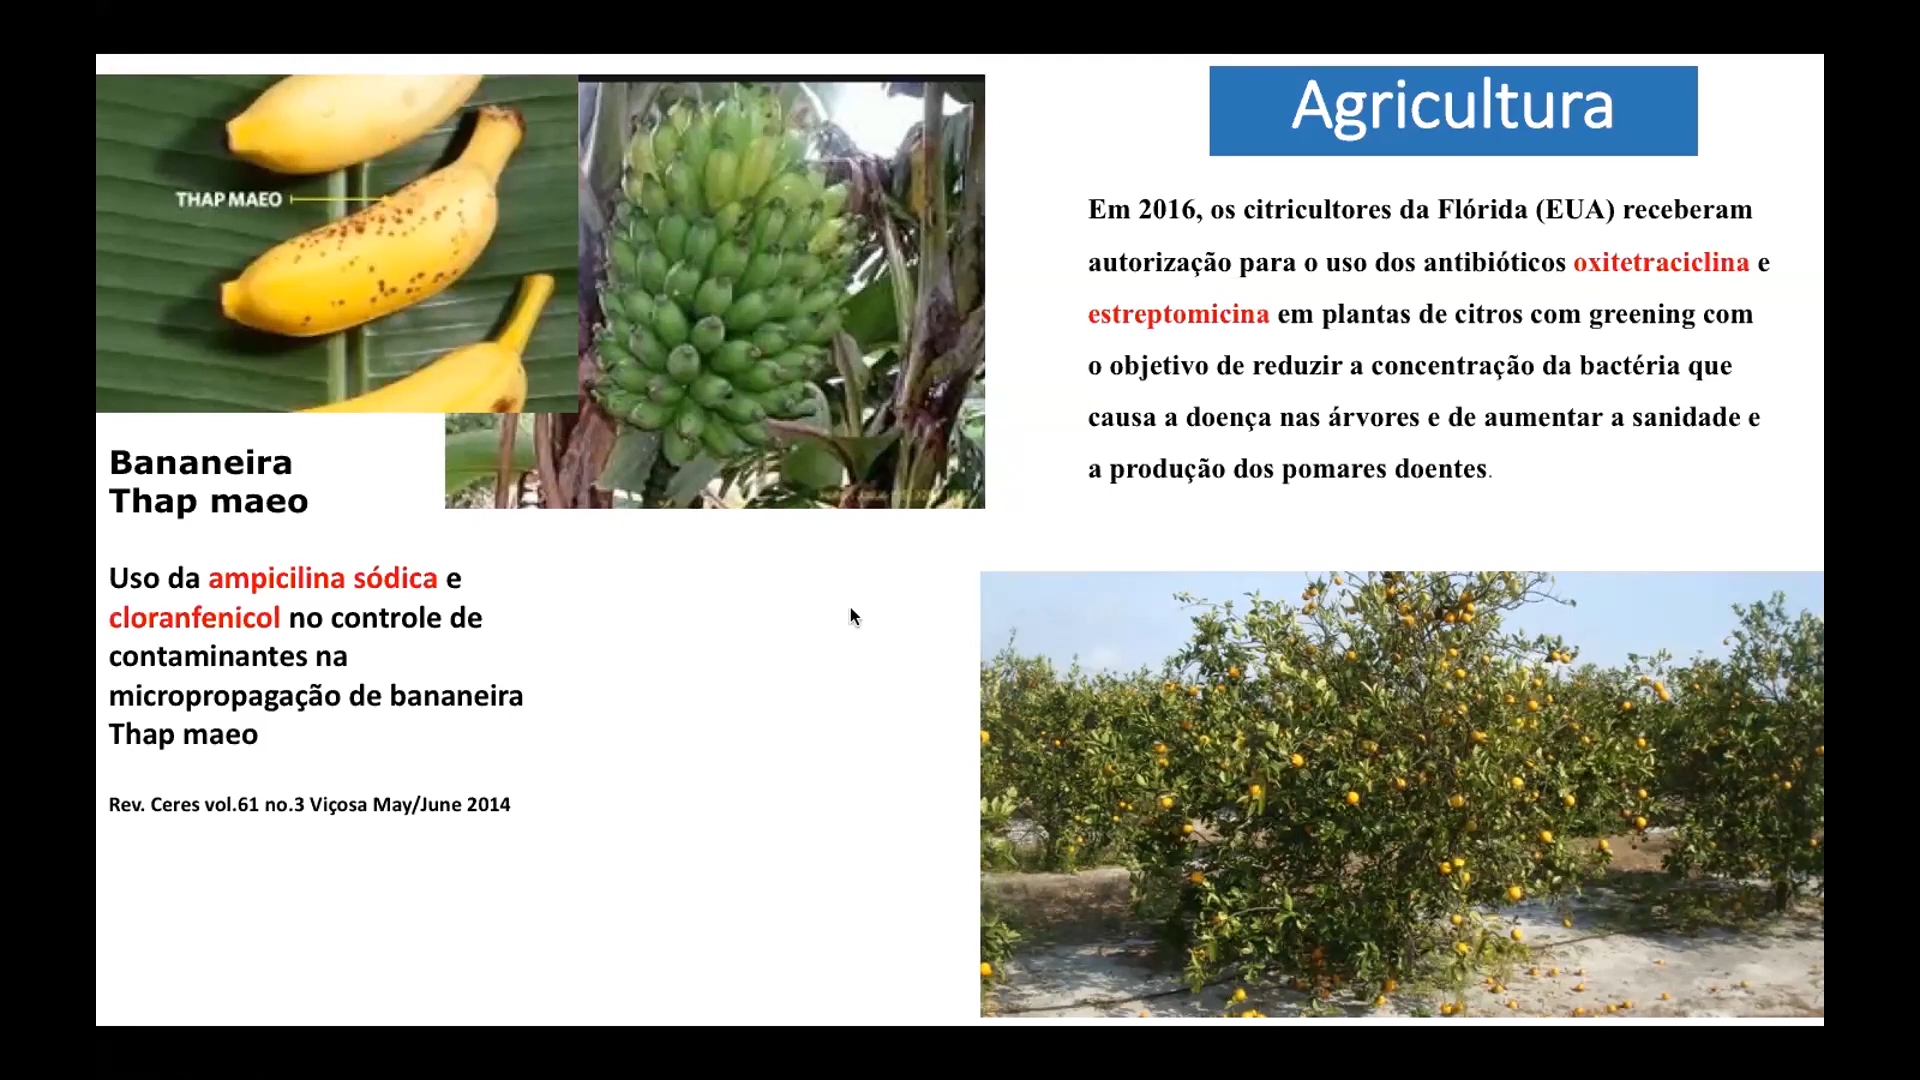 Agricultura
THAP MAEO
Bananeira
Thap maeo
Uso da ampicilina sódica e
cloranfenicol no controle de
contaminantes na
micropropagação de bananeira
Thap maeo
Rev. Ceres vol.61 no.3 Viçosa May/June 2014
Em 2016, os citricultores da Flórida (EUA) receberam
autorização para o uso dos antibióticos oxitetraciclina e
estreptomicina em plantas de citros com greening com
o objetivo de reduzir a concentração da bactéria que
causa a doença nas árvores e de aumentar a sanidade e
a produção dos pomares doentes.